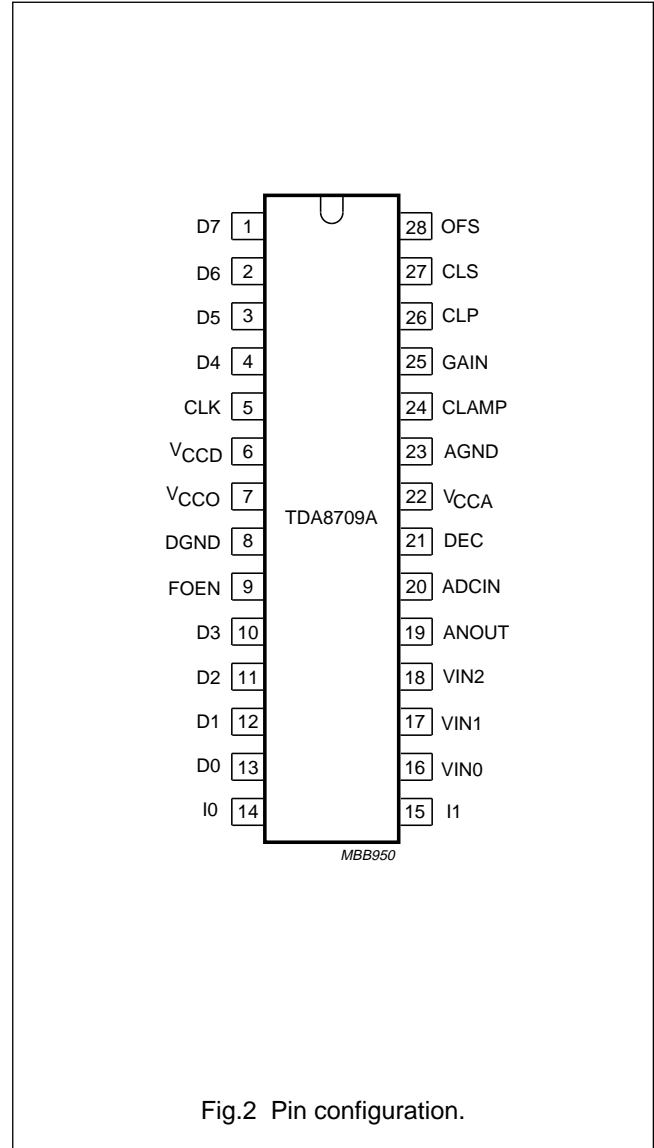 D7 1 28 OFS
D6 2 27 CLS
D5 3 26 CLP
D4 4 25 GAIN
CLK 5 24 CLAMP
VCCD 6 23 AGND
VCCO 7 22 VCCA
TDA8709A
DGND 8 21 DEC
FOEN 9 20 ADCIN
D3 10 19 ANOUT
D2 11 18 VIN2
D1 12 17 VIN1
D0 13 16 VIN0
I0 14 15 I1
MBB950
Fig.2 Pin configuration.